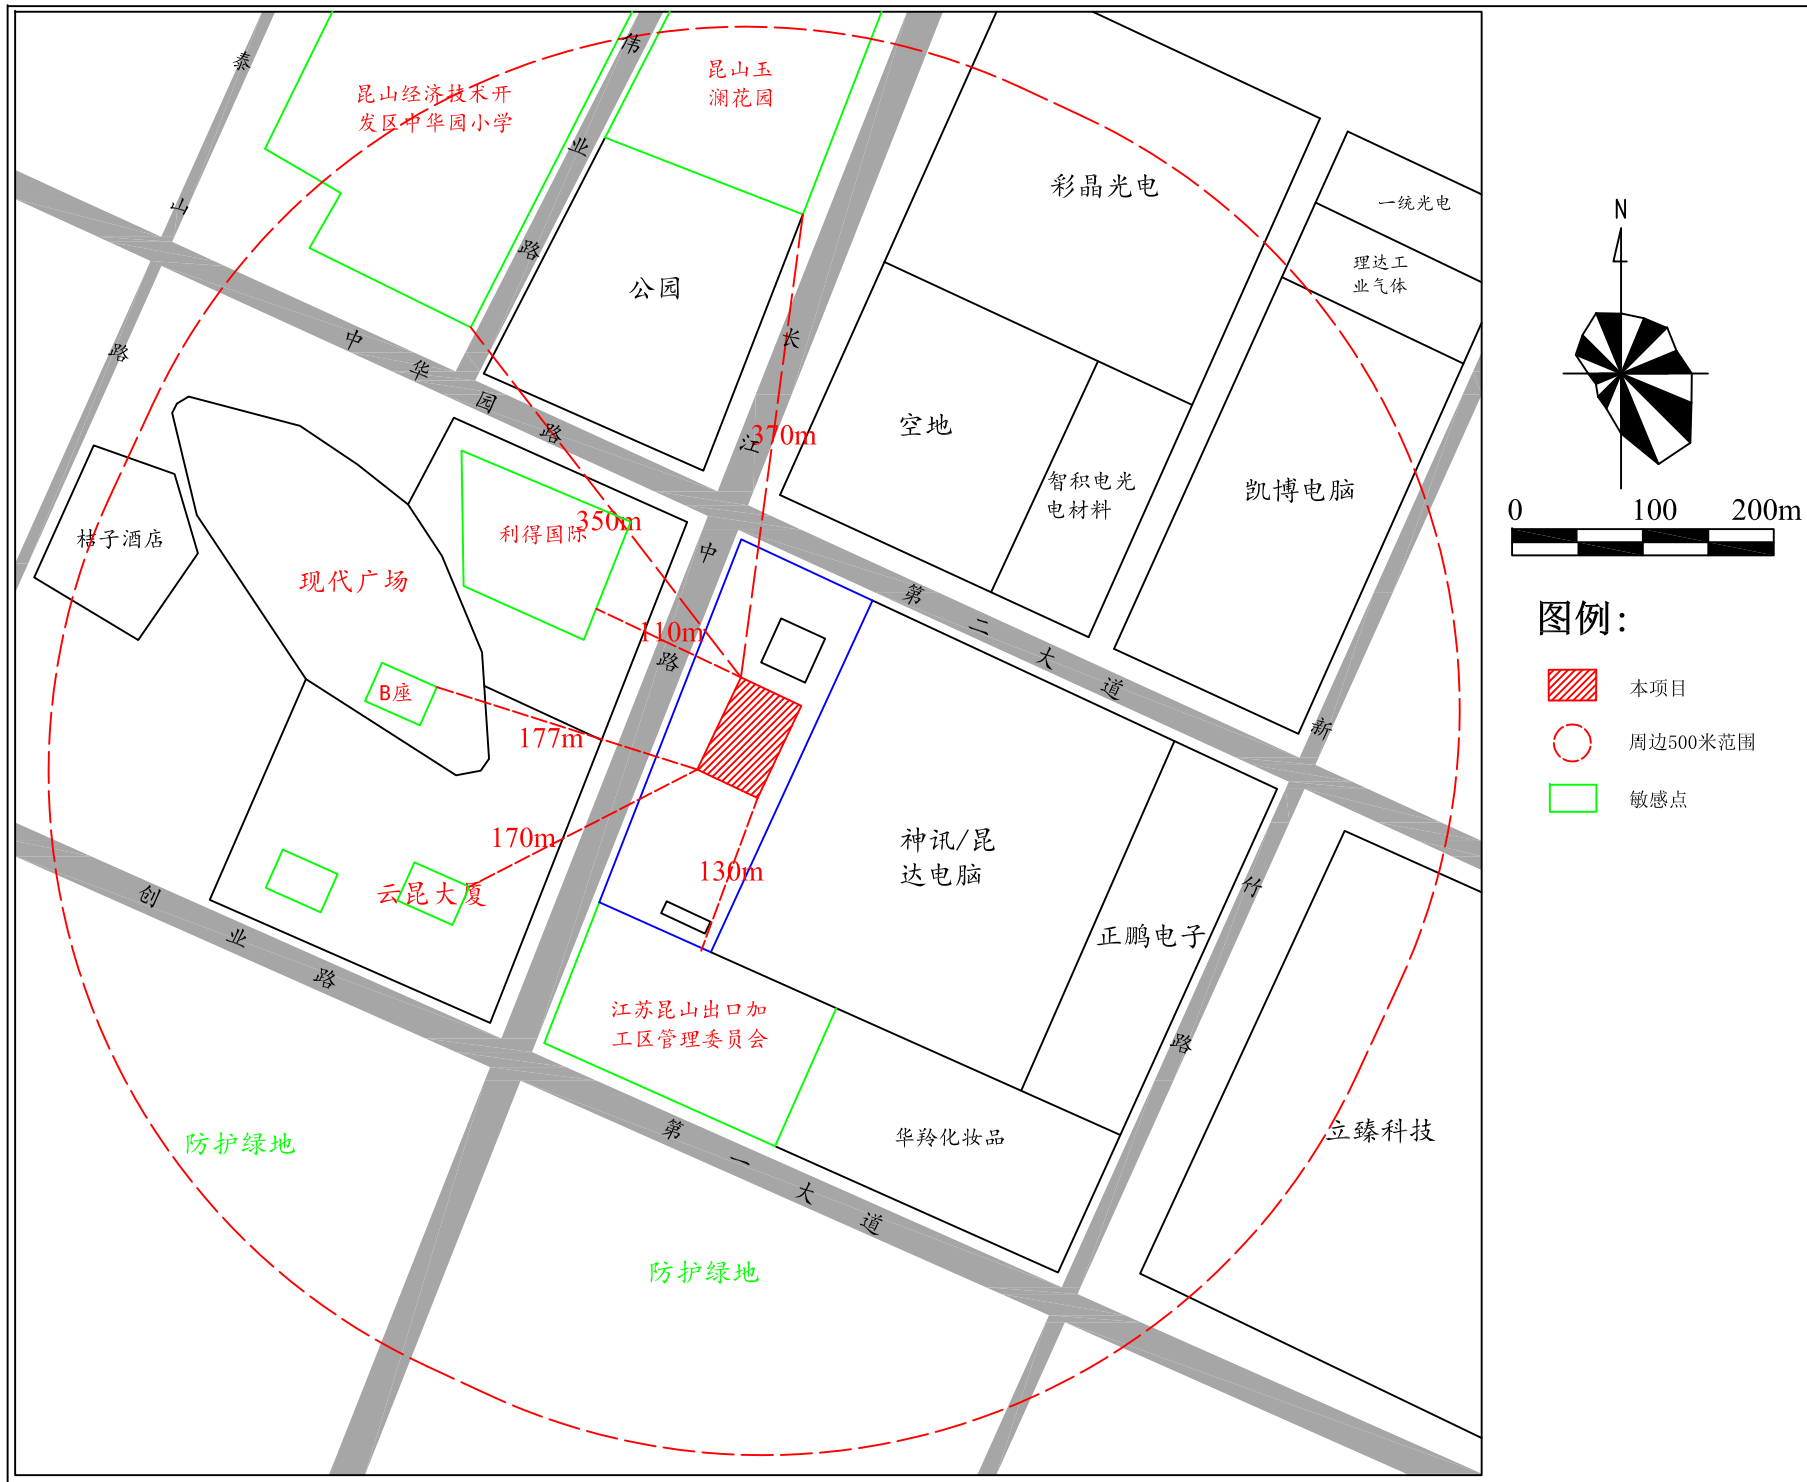 泰山路
伟业路
昆山经济技术开
发区中华园小学
昆山玉
澜花园
彩晶光电
一统光电
理达工
业气体
公园
长江中路
中华园路
370m
空地
智积电光
电材料
凯博电脑
桔子酒店
现代广场
利得国际
350m
110m
第二大道
B座
177m
170m
130m
云昆大厦
神讯/昆
达电脑
正鹏电子
新竹路
创业路
江苏昆山出口加
工区管理委员会
华羚化妆品
立臻科技
第一大道
防护绿地
防护绿地
N
0 100 200m
图例:
本项目
周边500米范围
敏感点